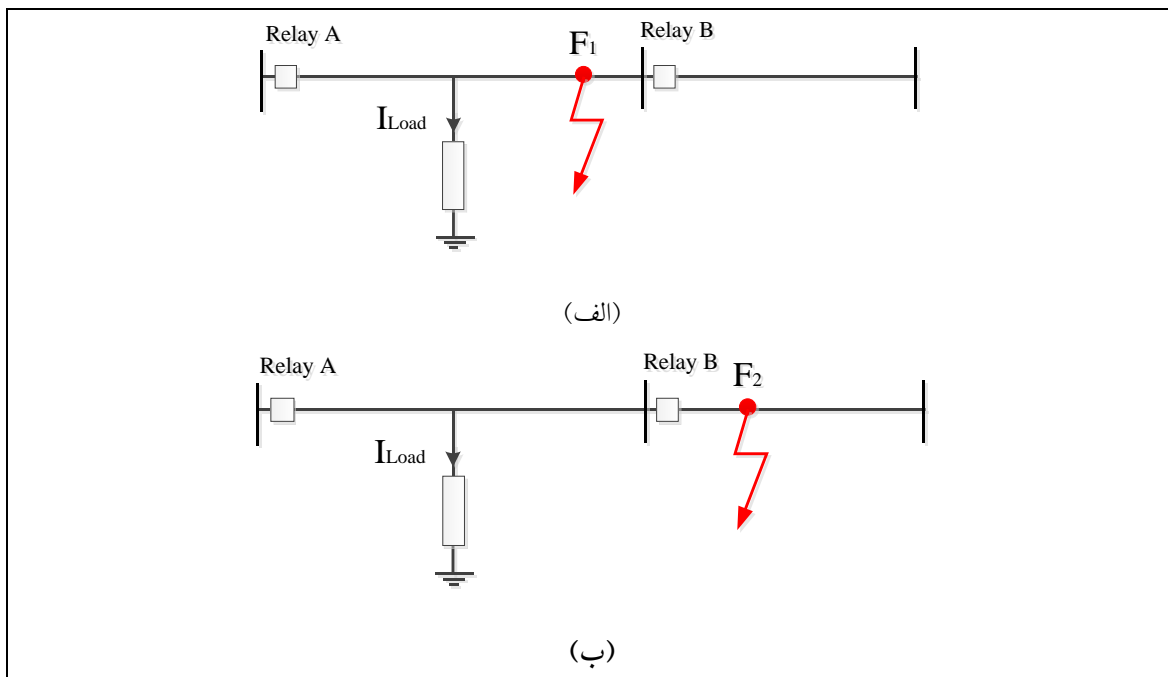 Relay A
F1
Relay B
ILoad
(الف)
Relay A
Relay B
F2
ILoad
(ب)